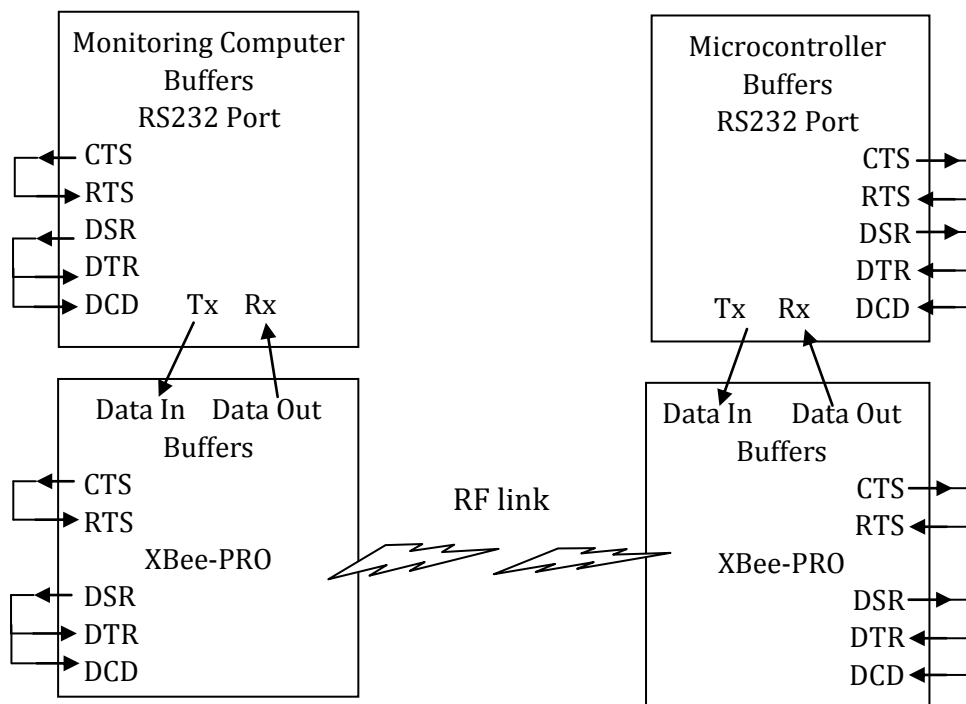 Monitoring Computer
Buffers
RS232 Port
CTS
RTS
DSR
DTR
DCD
Tx Rx
Microcontroller
Buffers
RS232 Port
CTS
RTS
DSR
DTR
DCD
Tx Rx
Data In Data Out
Buffers
CTS
RTS
XBee-PRO
DSR
DTR
DCD
RF link
Data In Data Out
Buffers
CTS
RTS
XBee-PRO
DSR
DTR
DCD